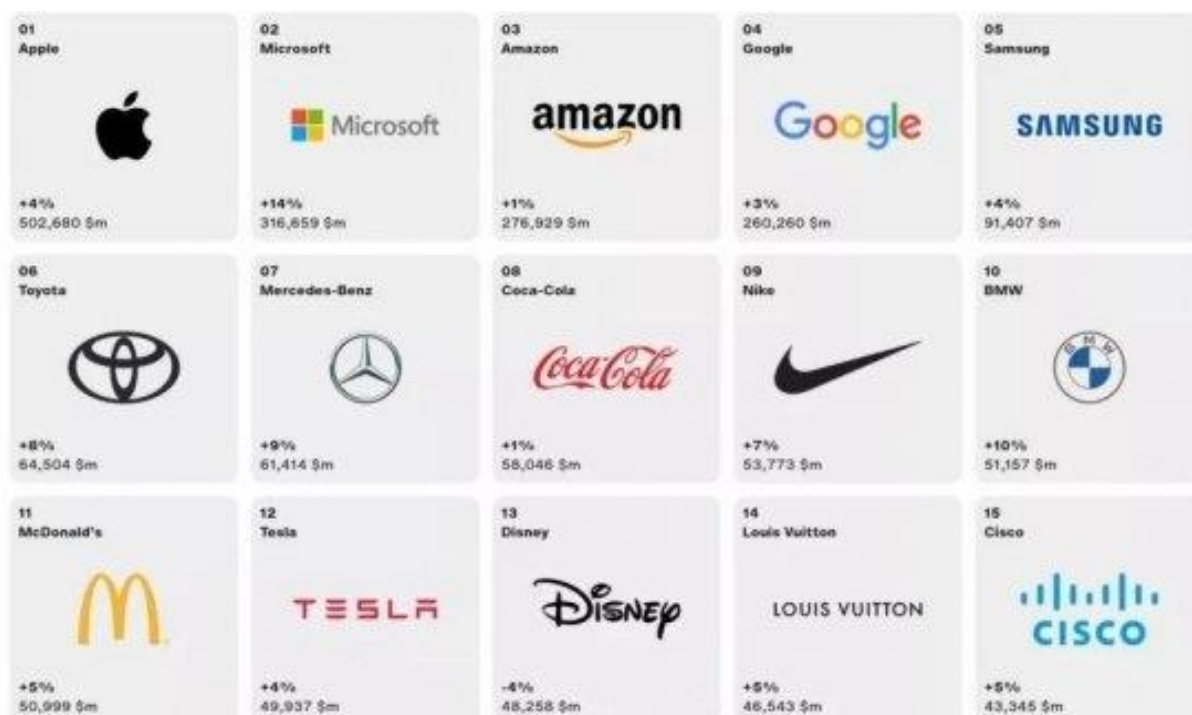 01
Apple
+4%
502,680 $m
02
Microsoft
Microsoft
+14%
316,659 $m
03
Amazon
amazon
+1%
276,929 $m
04
Google
Google
+3%
260,260 $m
05
Samsung
SAMSUNG
+4%
91,407 $m
06
Toyota
+8%
64,504 $m
07
Mercedes-Benz
+9%
61,414 $m
08
Coca-Cola
Coca-Cola
+1%
58,046 $m
09
Nike
+7%
53,773 $m
10
BMW
BMW
+10%
51,157 $m
11
McDonald's
+5%
50,999 $m
12
Tesla
TESLA
+4%
49,937 $m
13
Disney
Disney
-4%
48,258 $m
14
Louis Vuitton
LOUIS VUITTON
+5%
46,543 $m
15
Cisco
CISCO
+5%
43,345 $m